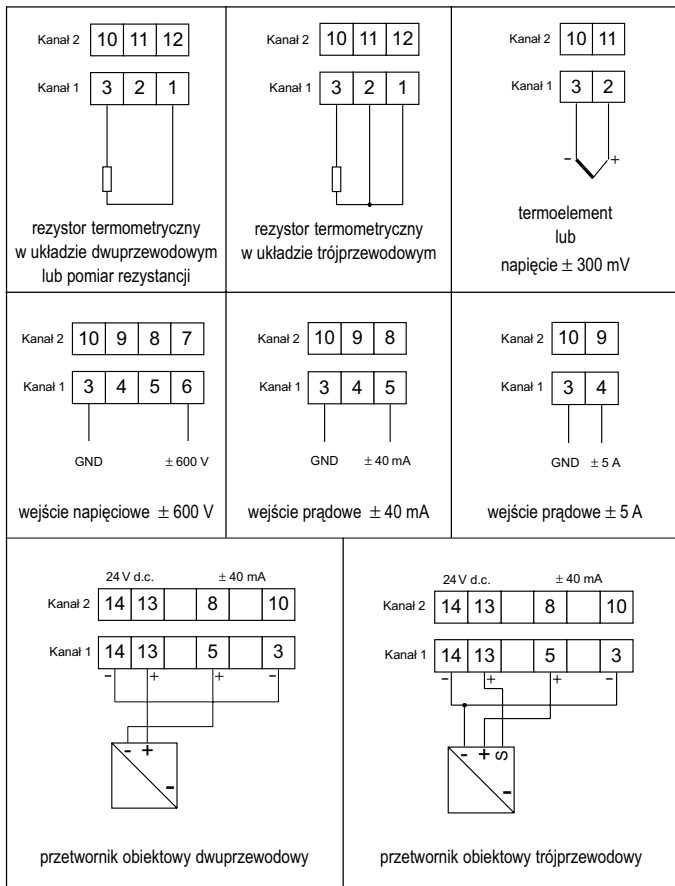 Kanał 2 10 11 12
Kanał 1 3 2 1
rezystor termometryczny
w układzie dwuprzewodowym
lub pomiar rezystancji
Kanał 2 10 11 12
Kanał 1 3 2 1
rezystor termometryczny
w układzie trójprzewodowym
Kanał 2 10 11
Kanał 1 3 2
- +
termoelement
lub
napięcie ± 300 mV
Kanał 2 10 9 8 7
Kanał 1 3 4 5 6
GND ± 600 V
wejście napięciowe ± 600 V
Kanał 2 10 9 8
Kanał 1 3 4 5
GND ± 40 mA
wejście prądowe ± 40 mA
Kanał 2 10 9
Kanał 1 3 4
GND ± 5 A
wejście prądowe ± 5 A
24 V d.c. ± 40 mA
Kanał 2 14 13 8 10
Kanał 1 14 13 5 3
- + + -
- +
-
przetwornik obiektowy dwuprzewodowy
24 V d.c. ± 40 mA
Kanał 2 14 13 8 10
Kanał 1 14 13 5 3
- + + -
- + S
-
przetwornik obiektowy trójprzewodowy